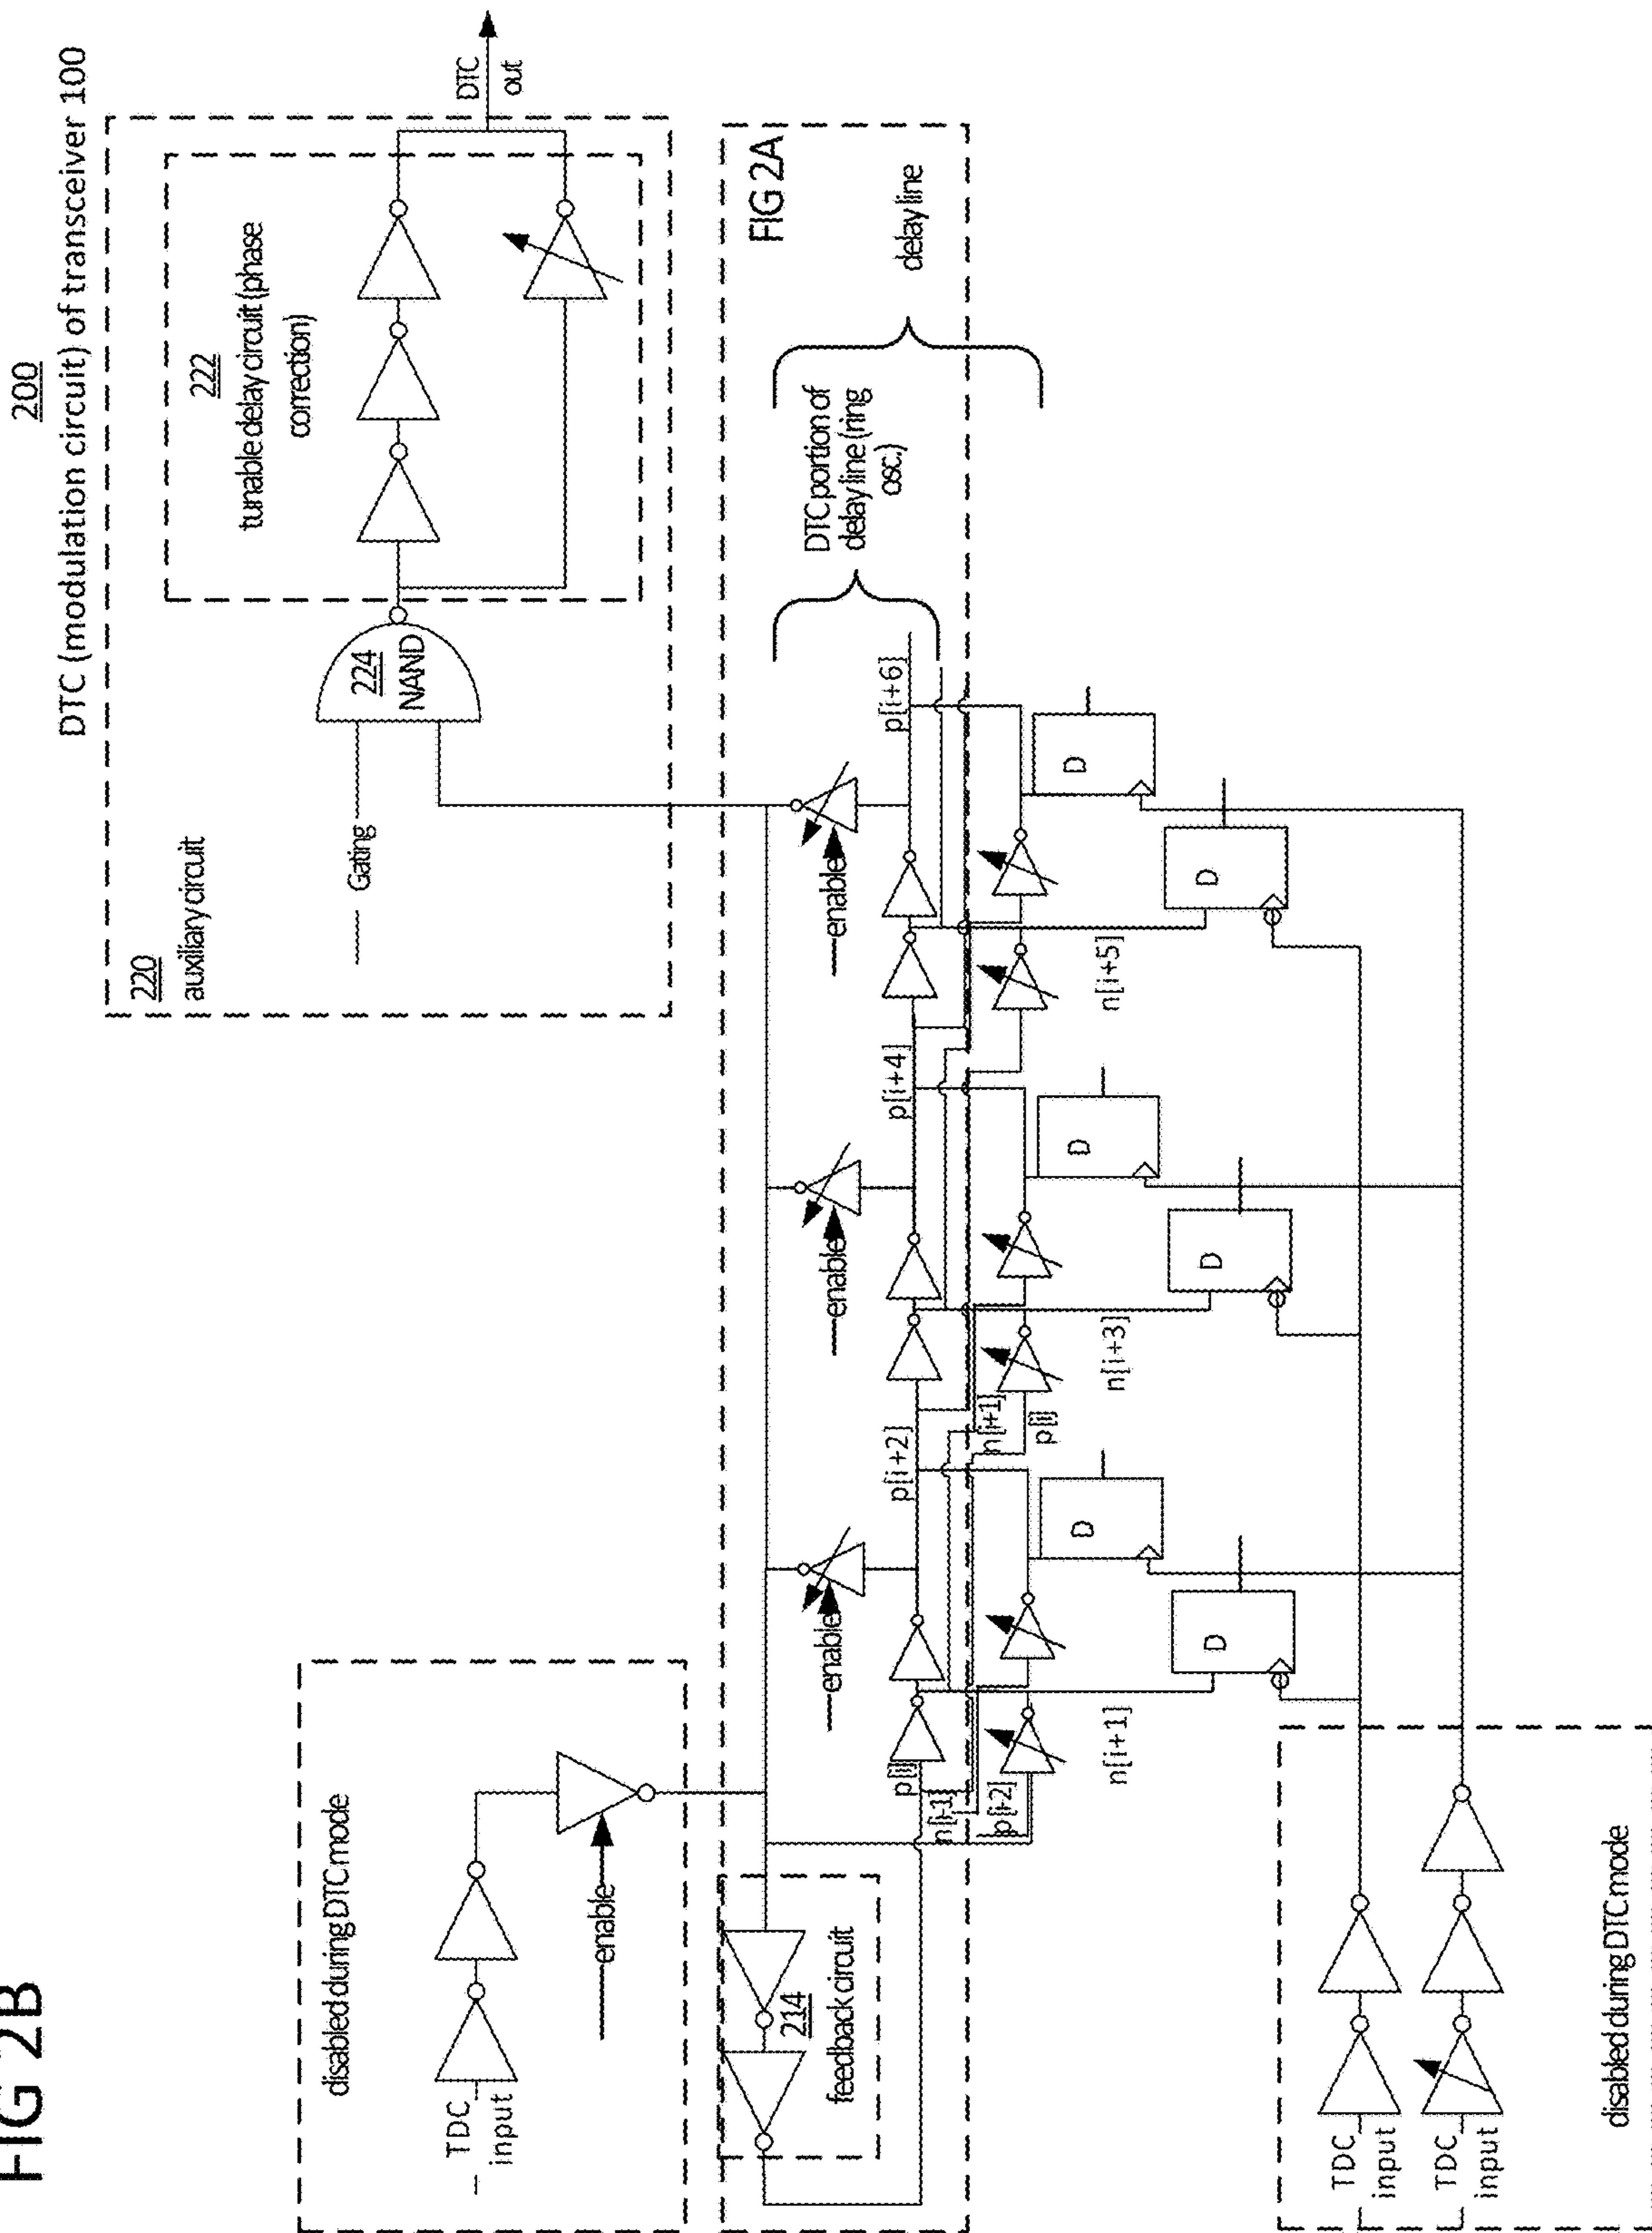 FIG 2B
200
DTC (modulation circuit) of transceiver 100
220
auxiliary circuit
Gating
224
NAND
222
tunable delay circuit (phase
correction)
DTC
out
disabled during DTC mode
TDC
input
enable
FIG 2A
214
feedback circuit
enable
enable
enable
DTC portion of
delay line (ring
osc.)
delay line
p[i]
p[i+2]
p[i+4]
p[i+6]
n[i-1]
p[i-2]
n[i+1]
p[i]
n[i+1]
n[i+3]
n[i+5]
D
D
D
D
D
D
TDC
input
TDC
input
disabled during DTC mode